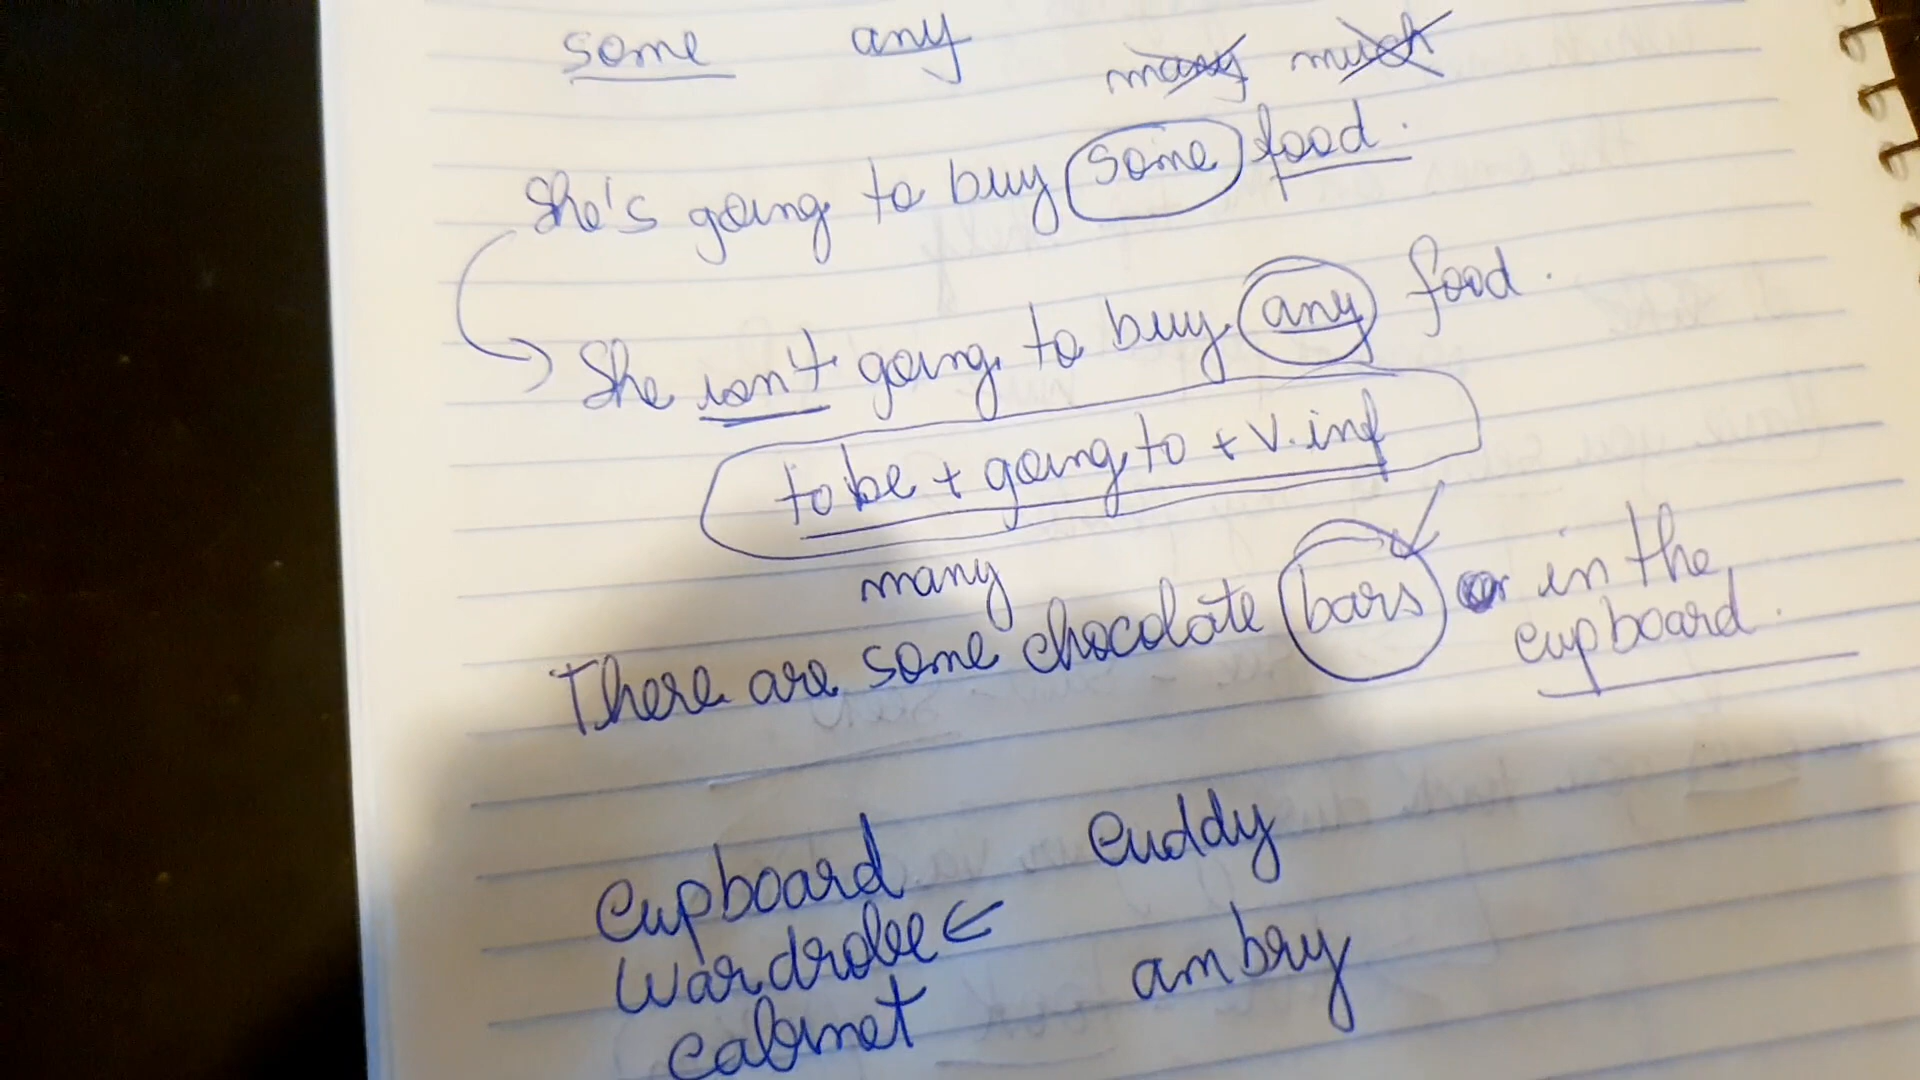 some any many much
She's going to buy some food.
She isn't going to buy any food.
to be + going to + v.inf
many
There are some chocolate bars in the
cupboard.
cupboard cuddy
wardrobe
cabinet ambry